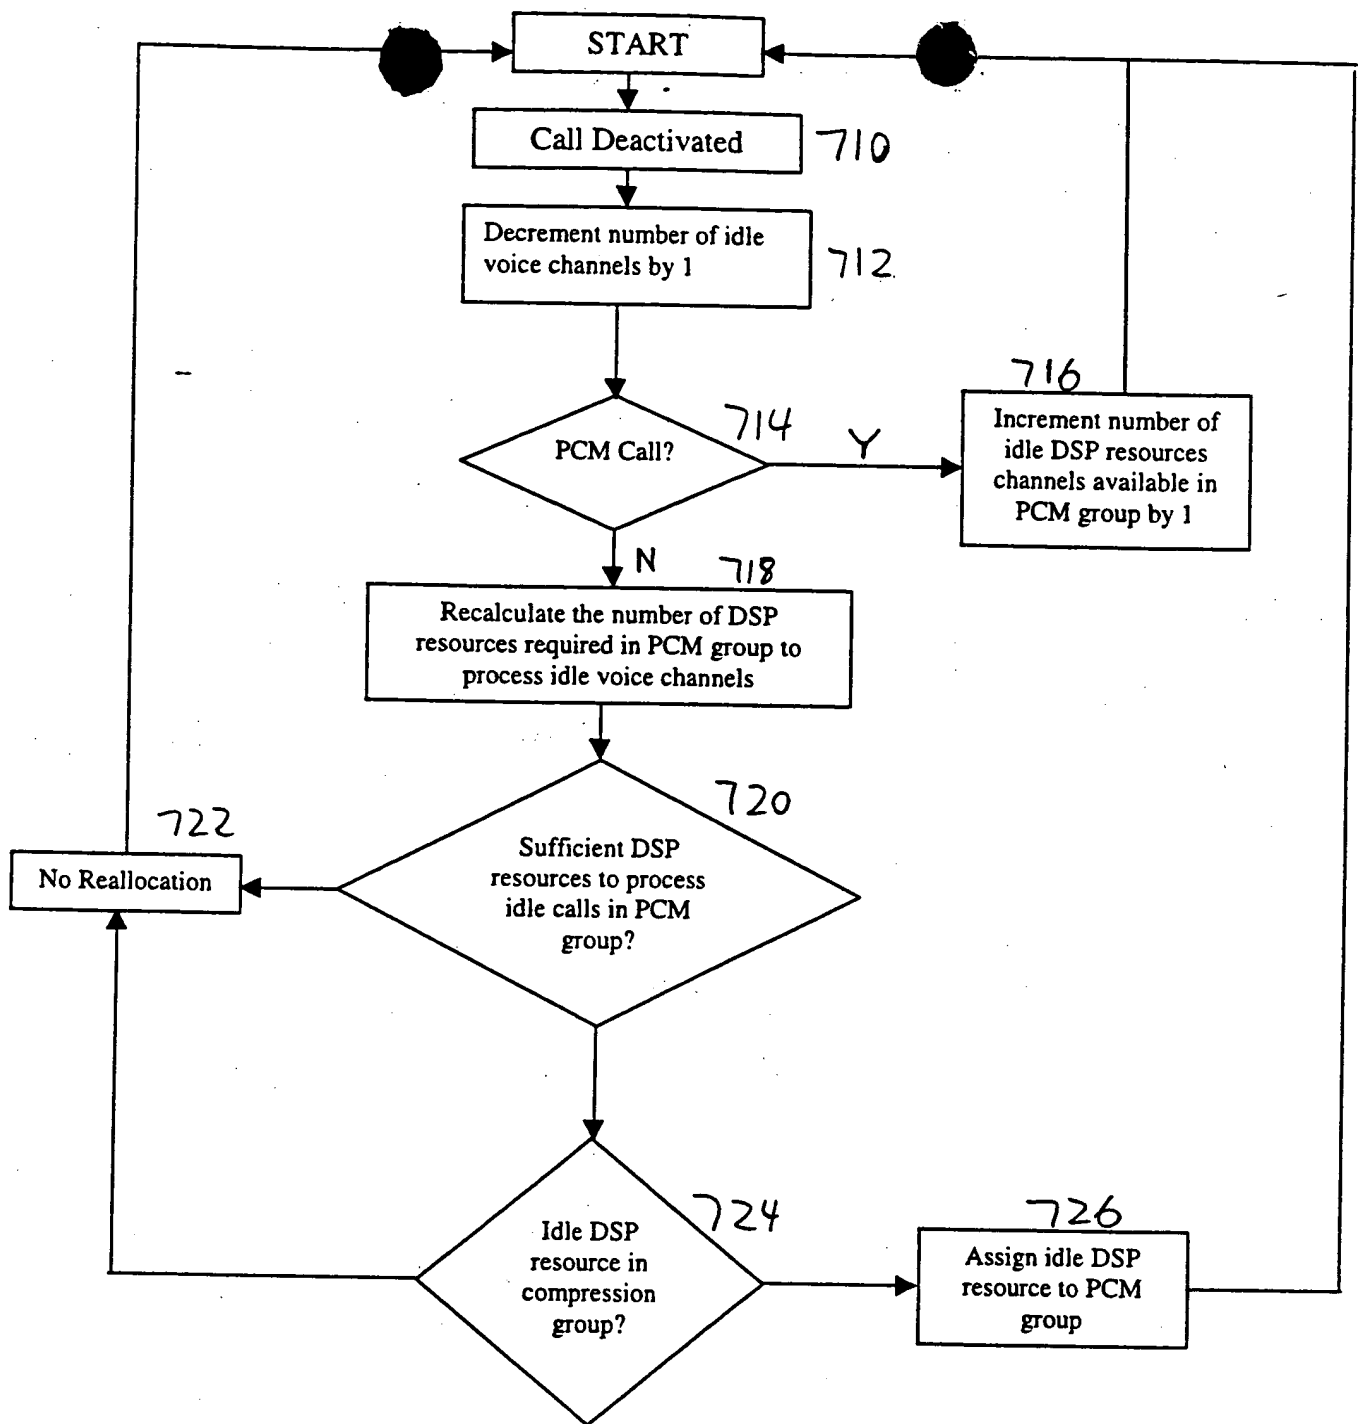 START
Call Deactivated
710
Decrement number of idle
voice channels by 1
712
PCM Call?
714
Y
716
Increment number of
idle DSP resources
channels available in
PCM group by 1
N
718
Recalculate the number of DSP
resources required in PCM group to
process idle voice channels
720
Sufficient DSP
resources to process
idle calls in PCM
group?
722
No Reallocation
724
Idle DSP
resource in
compression
group?
726
Assign idle DSP
resource to PCM
group